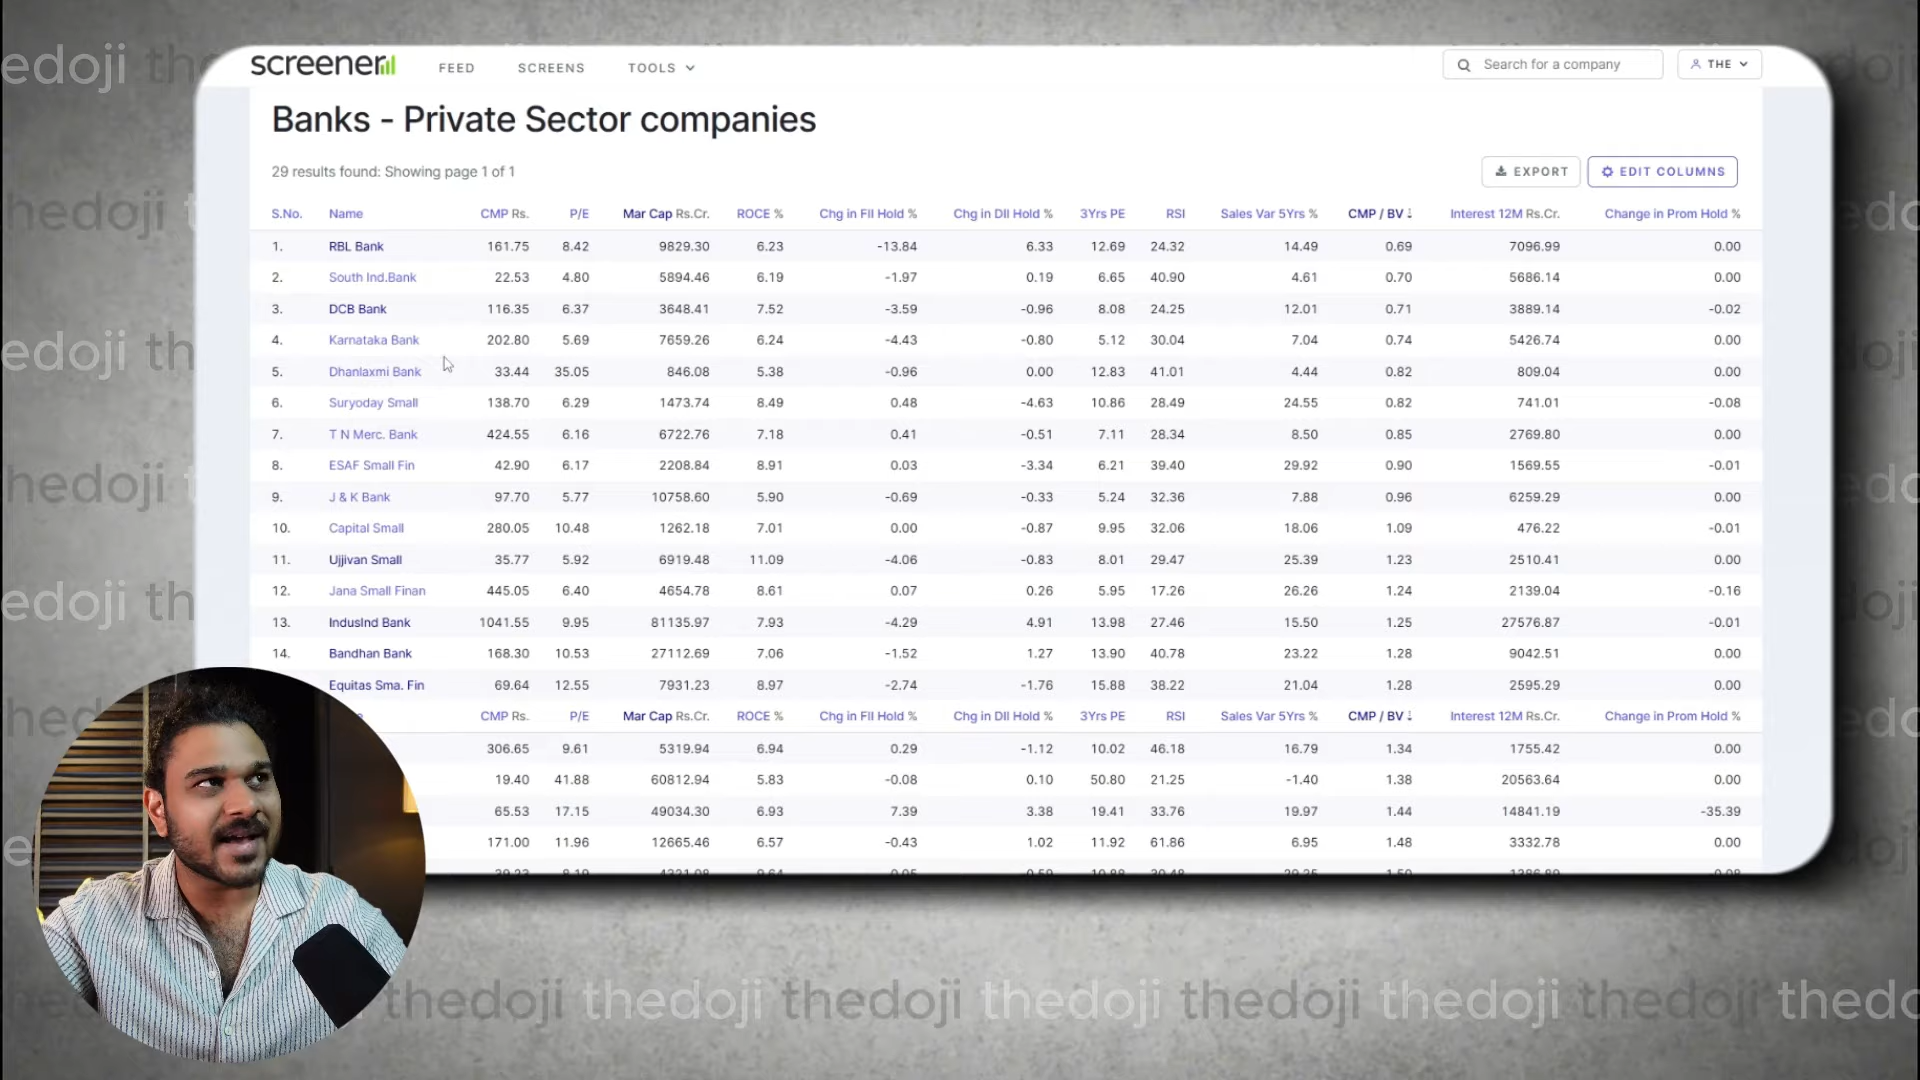 screener
FEED
SCREENS
TOOLS
Search for a company
THE
Banks - Private Sector companies
29 results found: Showing page 1 of 1
EXPORT
EDIT COLUMNS
S.No. Name CMP Rs. P/E Mar Cap Rs.Cr. ROCE % Chg in FII Hold % Chg in DII Hold % 3Yrs PE RSI Sales Var 5Yrs % CMP / BV ↓ Interest 12M Rs.Cr. Change in Prom Hold %
1. RBL Bank 161.75 8.42 9829.30 6.23 -13.84 6.33 12.69 24.32 14.49 0.69 7096.99 0.00
2. South Ind.Bank 22.53 4.80 5894.46 6.19 -1.97 0.19 6.65 40.90 4.61 0.70 5686.14 0.00
3. DCB Bank 116.35 6.37 3648.41 7.52 -3.59 -0.96 8.08 24.25 12.01 0.71 3889.14 -0.02
4. Karnataka Bank 202.80 5.69 7659.26 6.24 -4.43 -0.80 5.12 30.04 7.04 0.74 5426.74 0.00
5. Dhanlaxmi Bank 33.44 35.05 846.08 5.38 -0.96 0.00 12.83 41.01 4.44 0.82 809.04 0.00
6. Suryoday Small 138.70 6.29 1473.74 8.49 0.48 -4.63 10.86 28.49 24.55 0.82 741.01 -0.08
7. T N Merc. Bank 424.55 6.16 6722.76 7.18 0.41 -0.51 7.11 28.34 8.50 0.85 2769.80 0.00
8. ESAF Small Fin 42.90 6.17 2208.84 8.91 0.03 -3.34 6.21 39.40 29.92 0.90 1569.55 -0.01
9. J & K Bank 97.70 5.77 10758.60 5.90 -0.69 -0.33 5.24 32.36 7.88 0.96 6259.29 0.00
10. Capital Small 280.05 10.48 1262.18 7.01 0.00 -0.87 9.95 32.06 18.06 1.09 476.22 -0.01
11. Ujjivan Small 35.77 5.92 6919.48 11.09 -4.06 -0.83 8.01 29.47 25.39 1.23 2510.41 0.00
12. Jana Small Finan 445.05 6.40 4654.78 8.61 0.07 0.26 5.95 17.26 26.26 1.24 2139.04 -0.16
13. IndusInd Bank 1041.55 9.95 81135.97 7.93 -4.29 4.91 13.98 27.46 15.50 1.25 27576.87 -0.01
14. Bandhan Bank 168.30 10.53 27112.69 7.06 -1.52 1.27 13.90 40.78 23.22 1.28 9042.51 0.00
Equitas Sma. Fin 69.64 12.55 7931.23 8.97 -2.74 -1.76 15.88 38.22 21.04 1.28 2595.29 0.00
CMP Rs. P/E Mar Cap Rs.Cr. ROCE % Chg in FII Hold % Chg in DII Hold % 3Yrs PE RSI Sales Var 5Yrs % CMP / BV ↓ Interest 12M Rs.Cr. Change in Prom Hold %
306.65 9.61 5319.94 6.94 0.29 -1.12 10.02 46.18 16.79 1.34 1755.42 0.00
19.40 41.88 60812.94 5.83 -0.08 0.10 50.80 21.25 -1.40 1.38 20563.64 0.00
65.53 17.15 49034.30 6.93 7.39 3.38 19.41 33.76 19.97 1.44 14841.19 -35.39
171.00 11.96 12665.46 6.57 -0.43 1.02 11.92 61.86 6.95 1.48 3332.78 0.00
thedoji thedoji thedoji thedoji thedoji thedoji thedoji thedo